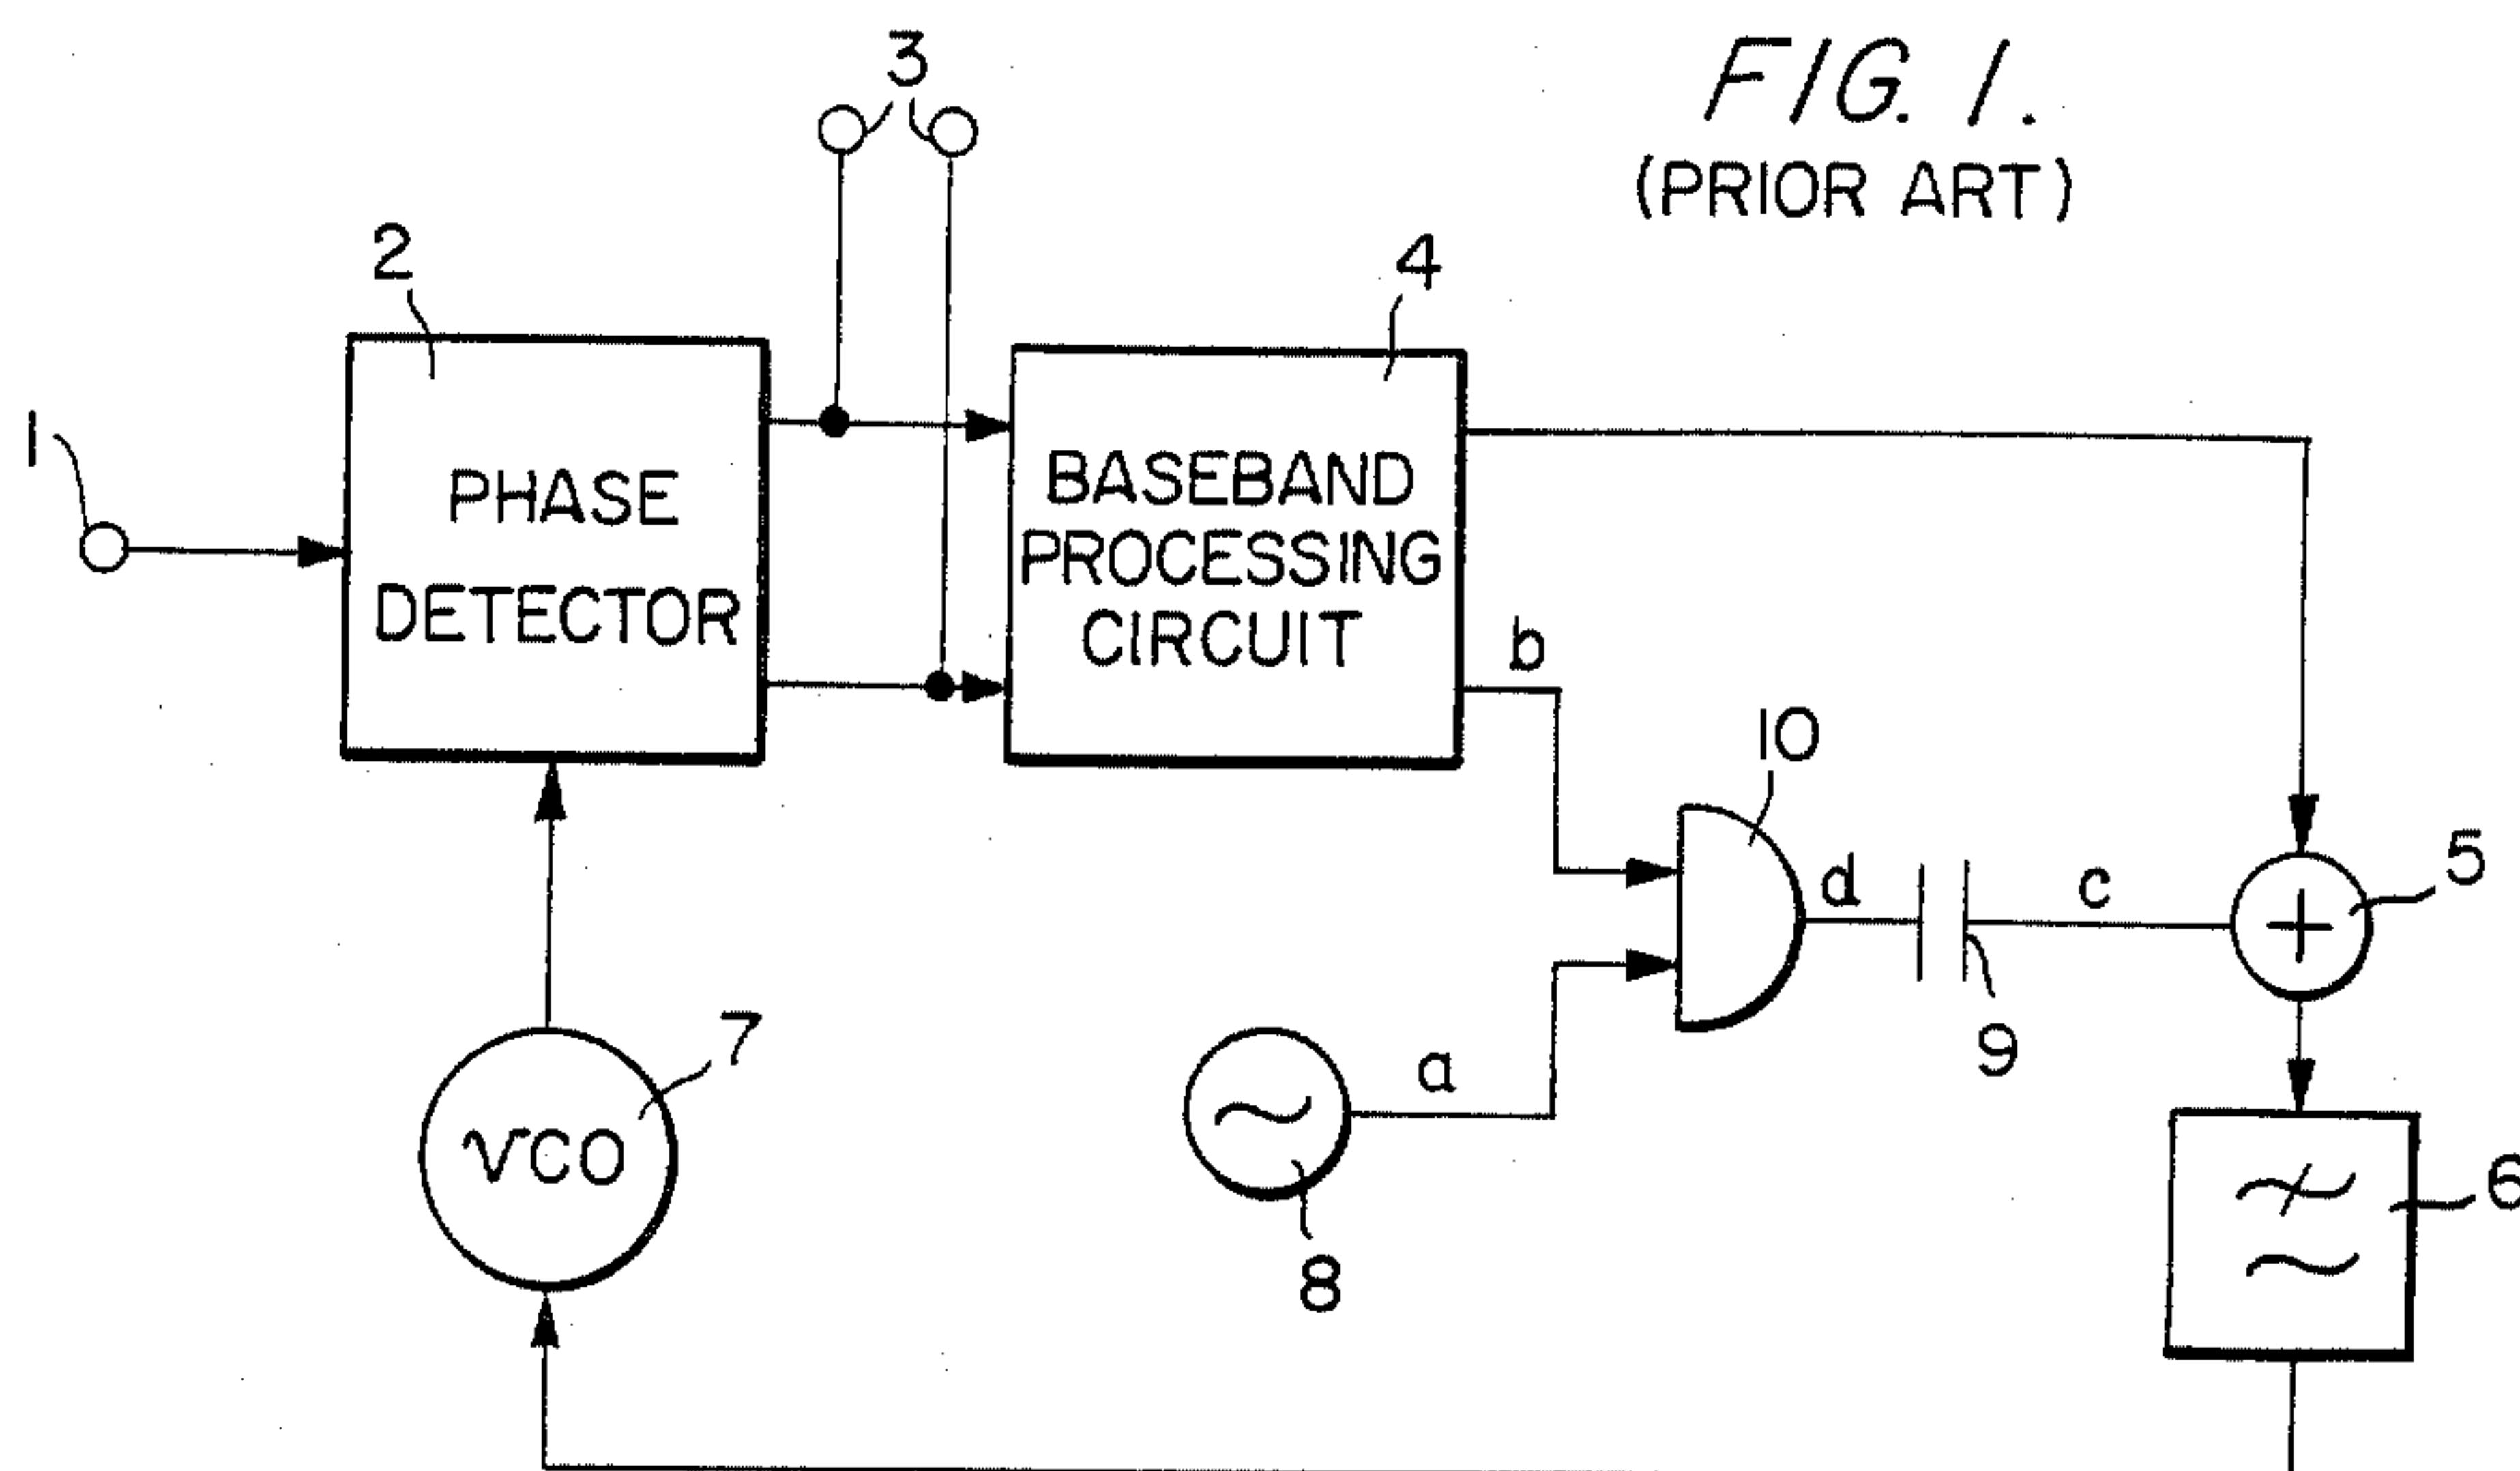 FIG. 1.
(PRIOR ART)
3
2
4
1
PHASE
DETECTOR
BASEBAND
PROCESSING
CIRCUIT
b
10
d
c
5
9
7
VCO
a
8
6